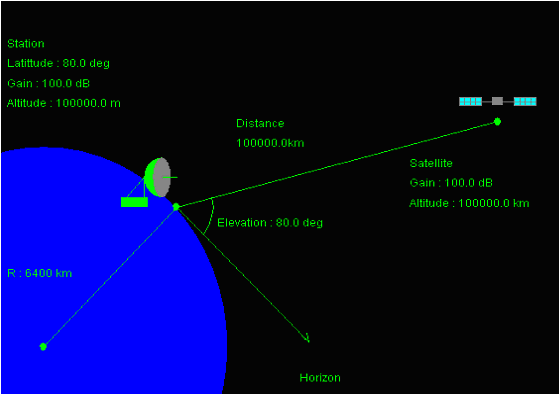 Station
Latittude : 80.0 deg
Gain : 100.0 dB
Altitude : 100000.0 m
Distance
100000.0km
Satellite
Gain : 100.0 dB
Altitude : 100000.0 km
Elevation : 80.0 deg
R : 6400 km
Horizon